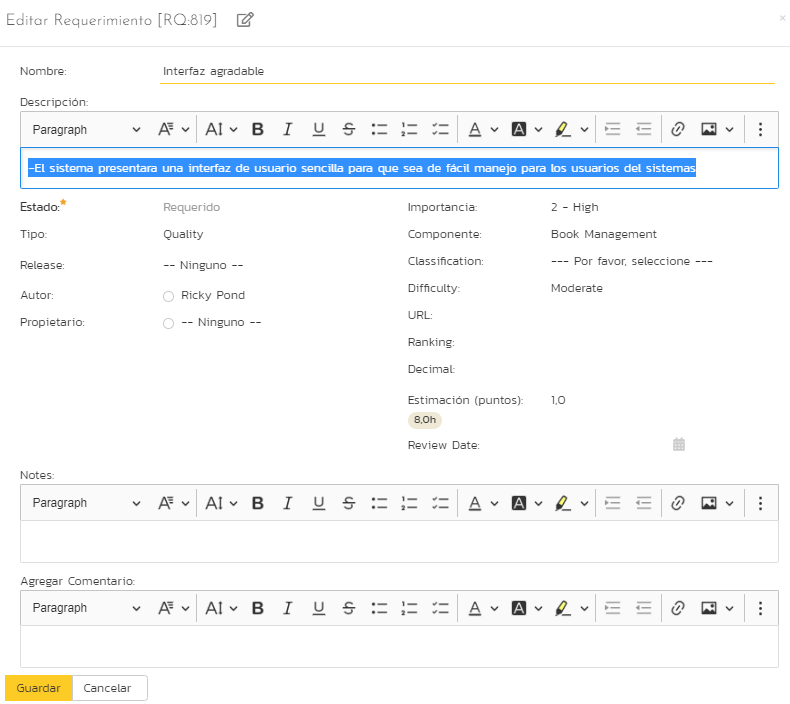 Editar Requerimiento [RQ:819]
×
Nombre: Interfaz agradable
Descripción:
Paragraph
-El sistema presentara una interfaz de usuario sencilla para que sea de fácil manejo para los usuarios del sistemas
Estado:* Requerido
Tipo: Quality
Release: -- Ninguno --
Autor: Ricky Pond
Propietario: -- Ninguno --
Importancia: 2 - High
Componente: Book Management
Classification: --- Por favor, seleccione ---
Difficulty: Moderate
URL:
Ranking:
Decimal:
Estimación (puntos): 1,0
8,0h
Review Date:
Notes:
Paragraph
Agregar Comentario:
Paragraph
Guardar Cancelar